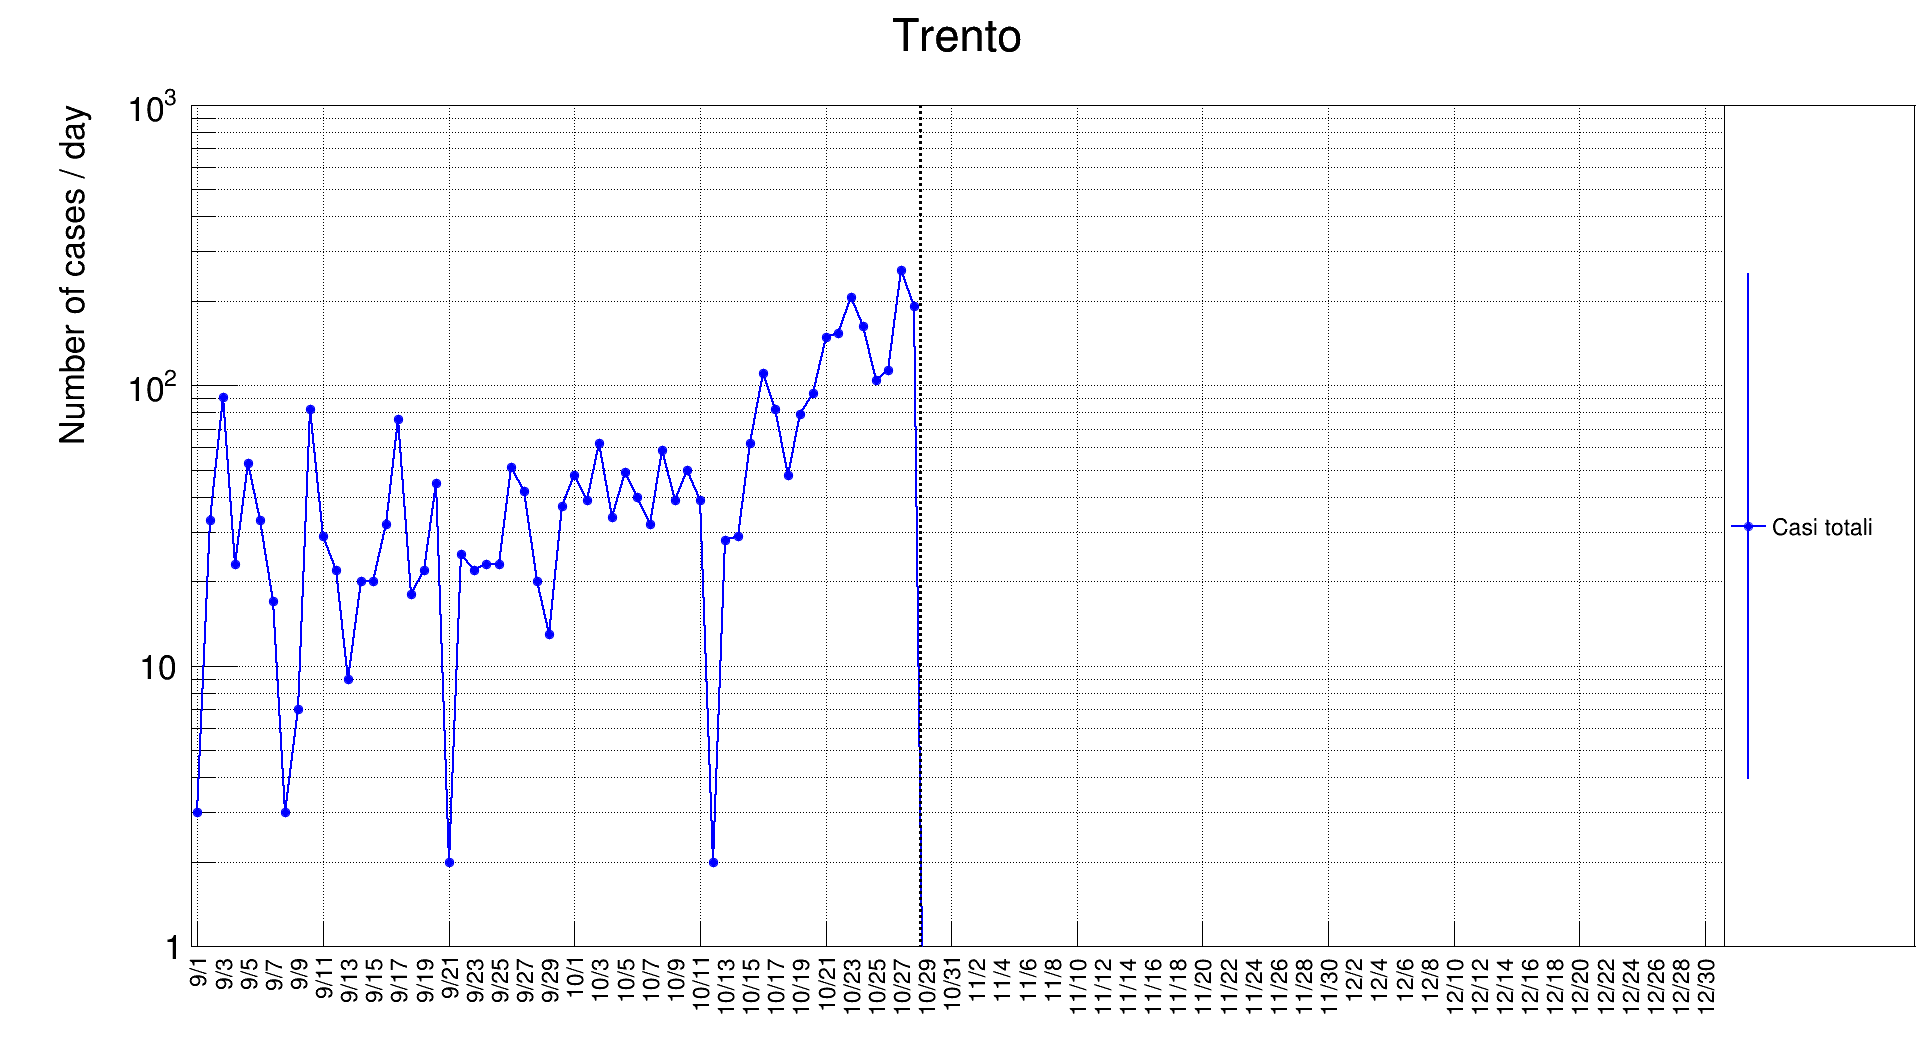 Trento
Number of cases / day
10³
10²
10
1
9/1 9/3 9/5 9/7 9/9 9/11 9/13 9/15 9/17 9/19 9/21 9/23 9/25 9/27 9/29 10/1 10/3 10/5 10/7 10/9 10/11 10/13 10/15 10/17 10/19 10/21 10/23 10/25 10/27 10/29 10/31 11/2 11/4 11/6 11/8 11/10 11/12 11/14 11/16 11/18 11/20 11/22 11/24 11/26 11/28 11/30 12/2 12/4 12/6 12/8 12/10 12/12 12/14 12/16 12/18 12/20 12/22 12/24 12/26 12/28 12/30
Casi totali